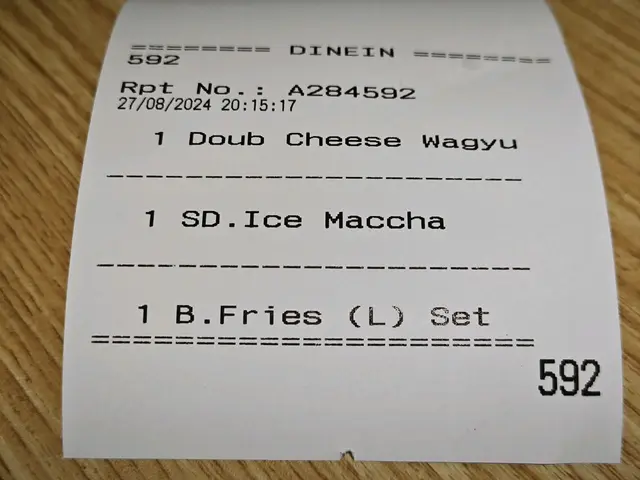 ======== DINEIN ========
592
Rpt No.: A284592
27/08/2024 20:15:17
1 Doub Cheese Wagyu
1 SD.Ice Maccha
1 B.Fries (L) Set
592